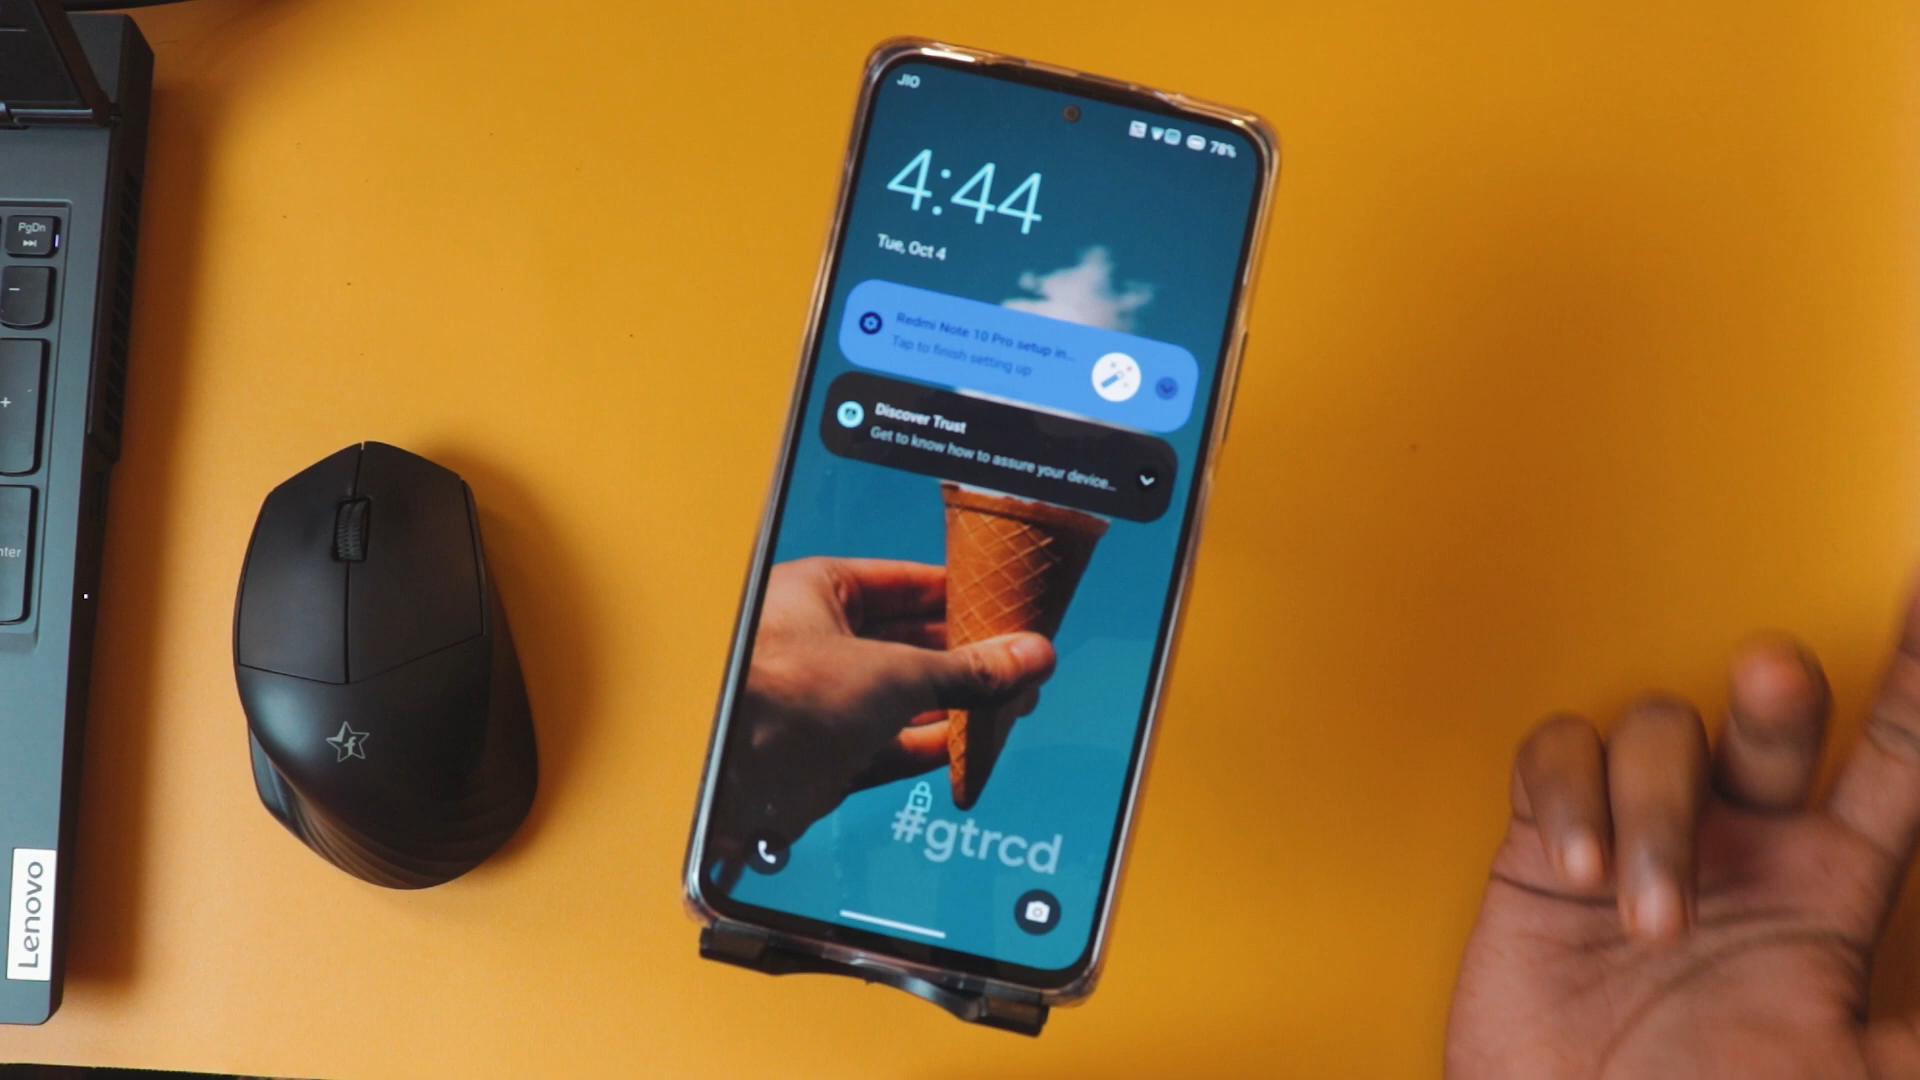 JIO
78%
4:44
Tue, Oct 4
Redmi Note 10 Pro setup in...
Tap to finish setting up
Discover Trust
Get to know how to assure your device...
#gtrcd
PgDn
-
+
nter
Lenovo
f